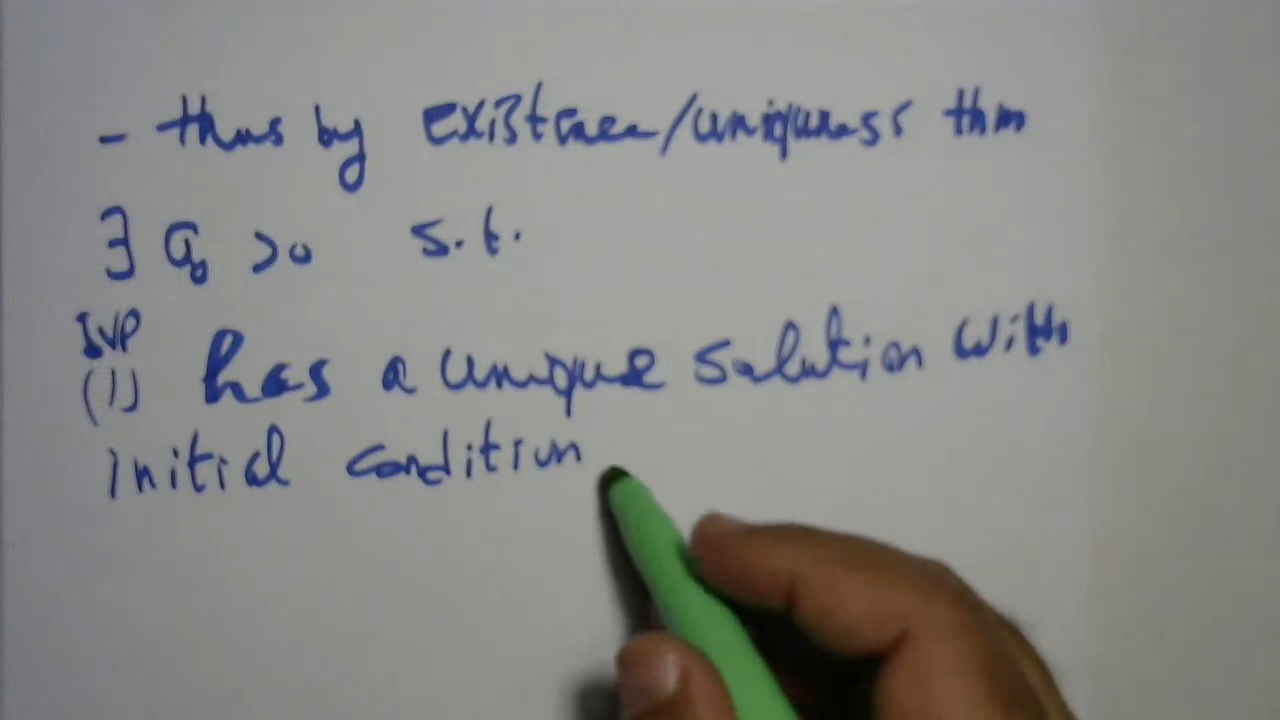 - thus by existence/uniqueness thm
∃ a₀ >0 s.t.
IVP
(1) has a unique solution with
initial condition